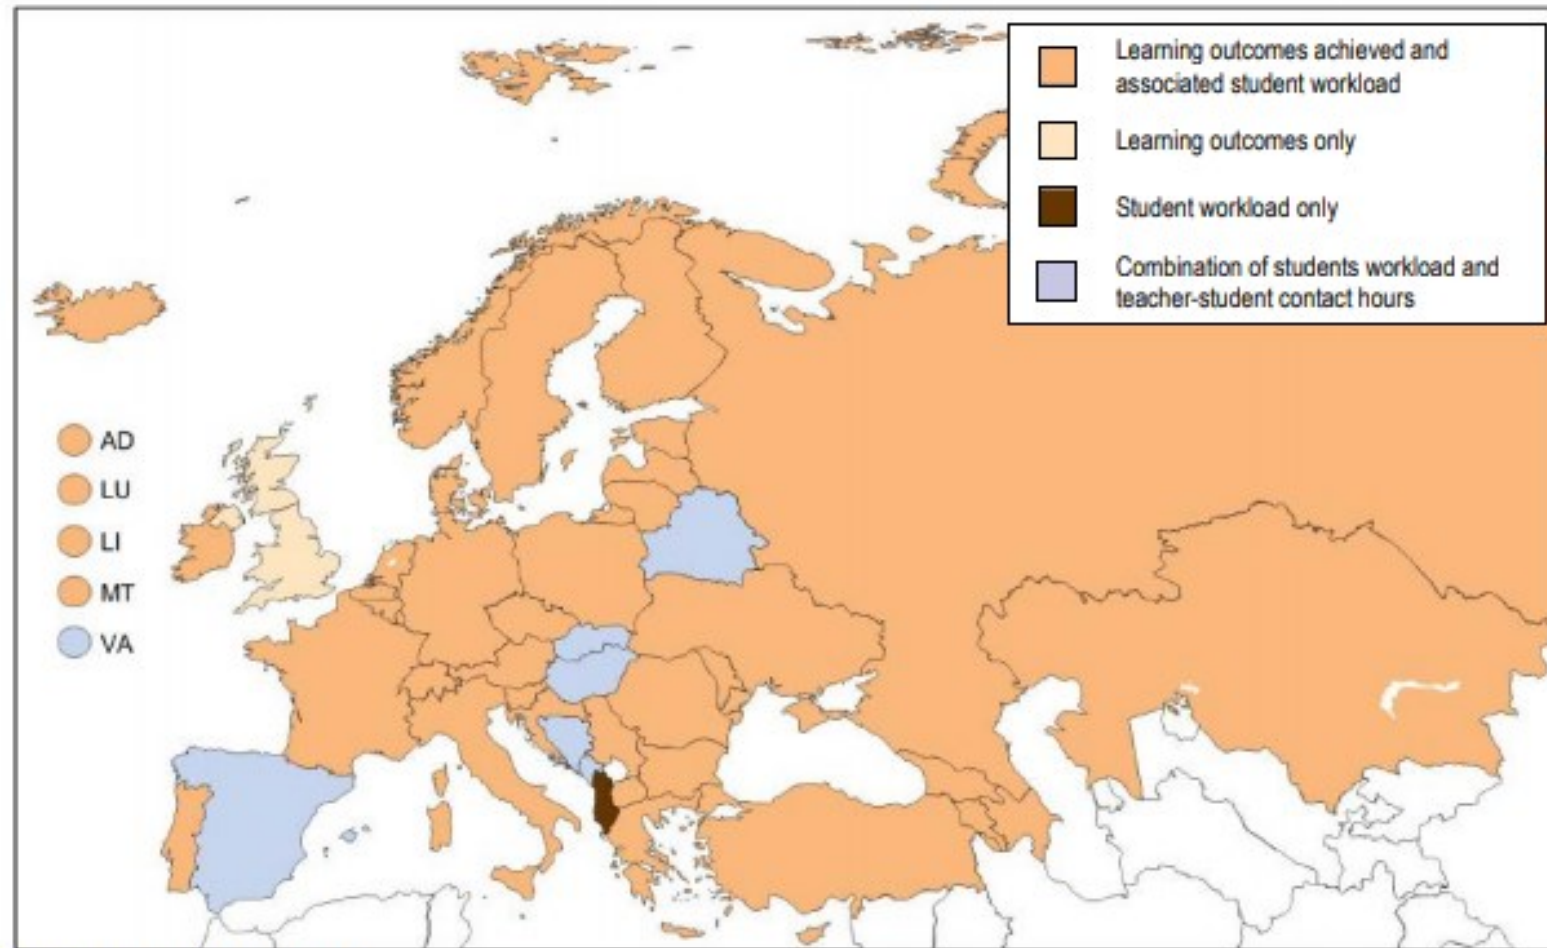 Learning outcomes achieved and
associated student workload
Learning outcomes only
Student workload only
Combination of students workload and
teacher-student contact hours
AD
LU
LI
MT
VA